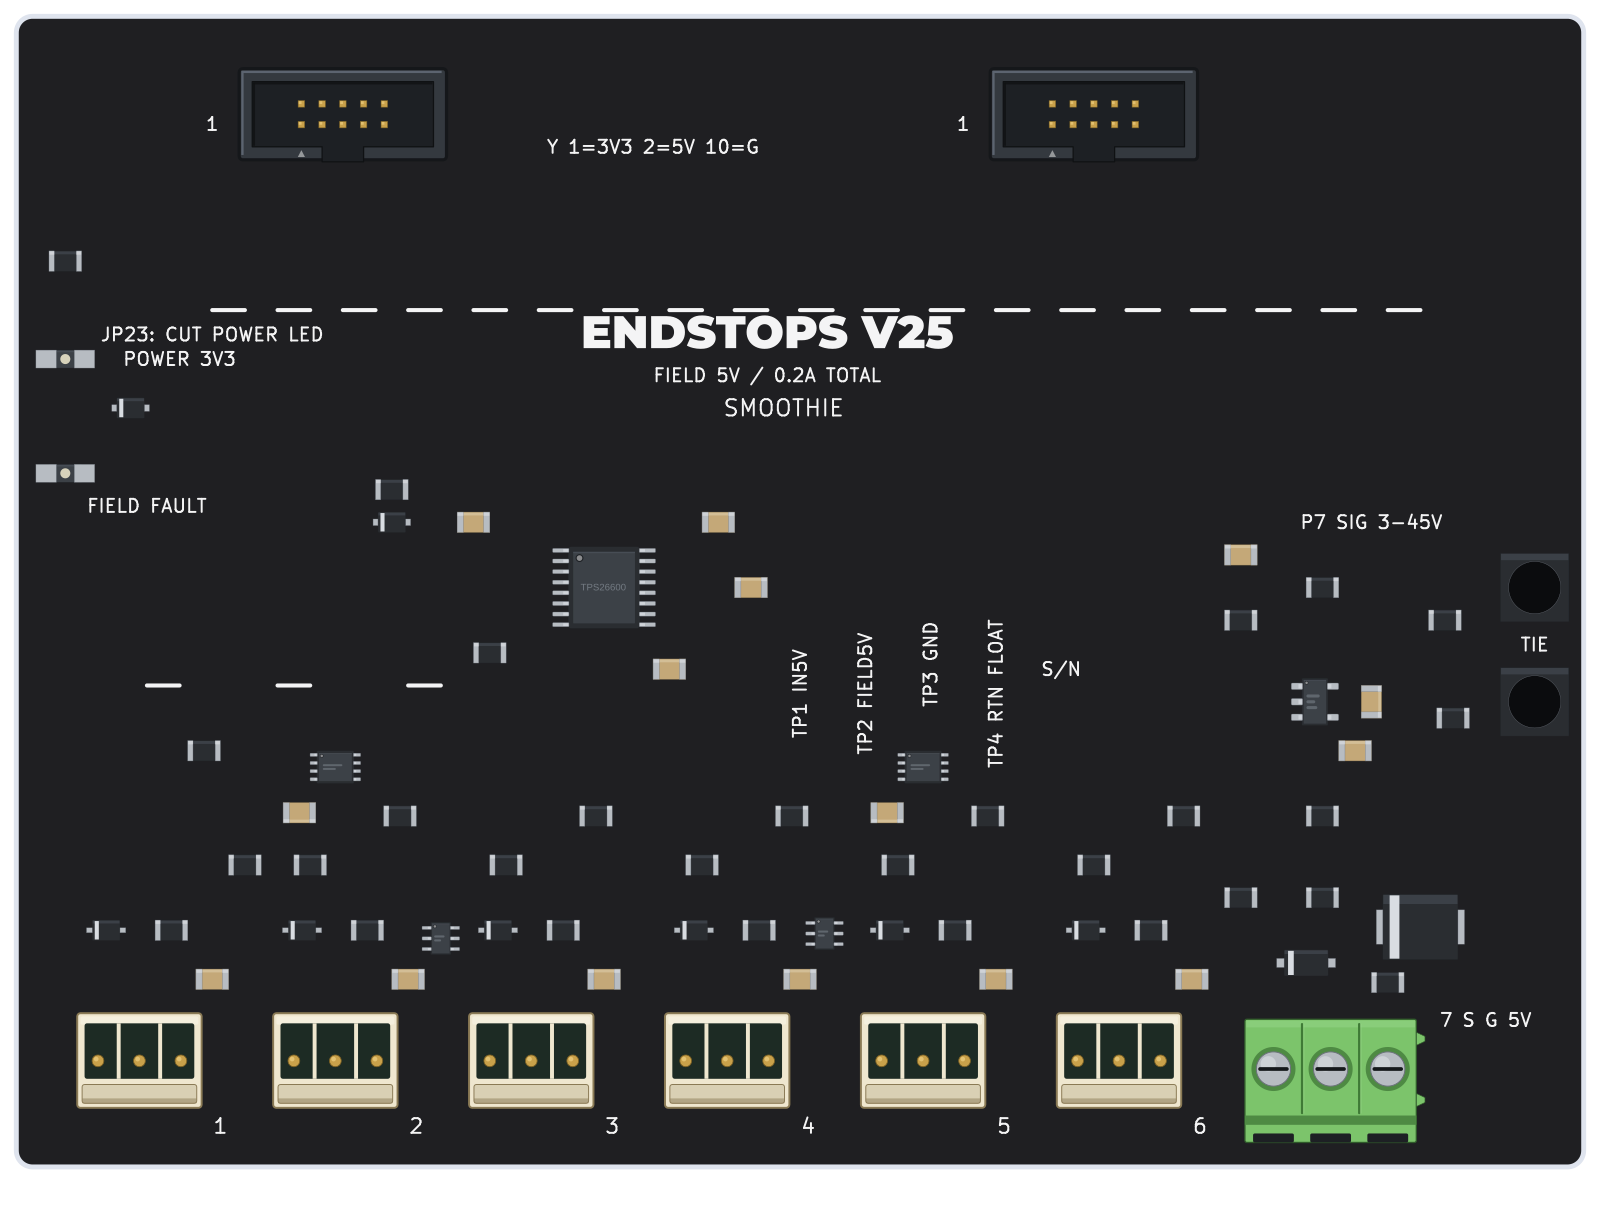 1
1
Y 1=3V3 2=5V 10=G
JP23: CUT POWER LED
POWER 3V3
ENDSTOPS V25
FIELD 5V / 0.2A TOTAL
SMOOTHIE
FIELD FAULT
P7 SIG 3-45V
TPS26600
TIE
TP1 IN5V
TP2 FIELD5V
TP3 GND
TP4 RTN FLOAT
S/N
7 S G 5V
1
2
3
4
5
6